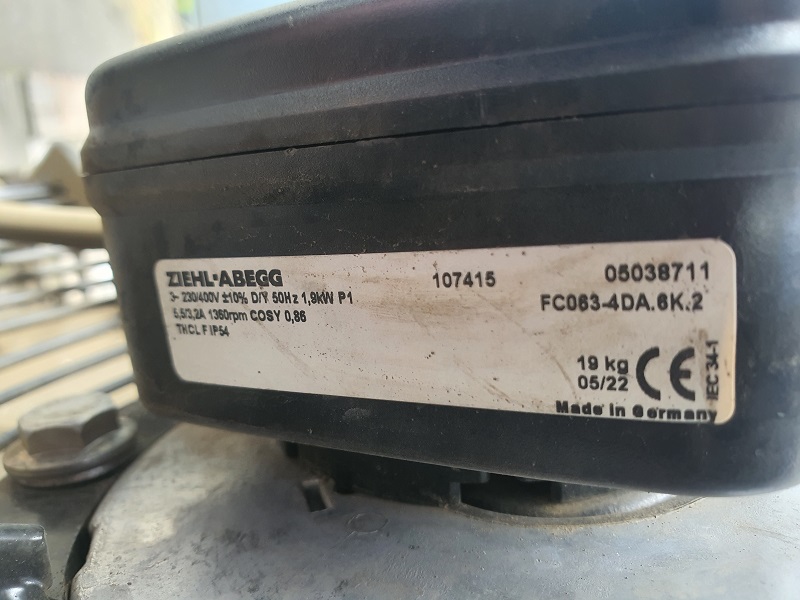 ZIEHL-ABEGG 107415 05038711
3~ 230/400V ±10% D/Y 50Hz 1,9kW P1 FC063-4DA.6K.2
5,5/3,2A 1360rpm COSY 0,86
THCL F IP54
19 kg
05/22 CE
IEC 34-1
Made in Germany